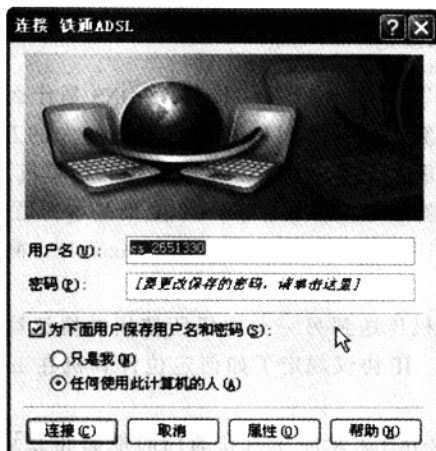 连接 铁通ADSL
用户名(U):
cs_2651330
密码(P):
[要更改保存的密码，请单击这里]
为下面用户保存用户名和密码(S):
只是我(N)
任何使用此计算机的人(A)
连接(C)
取消
属性(O)
帮助(H)